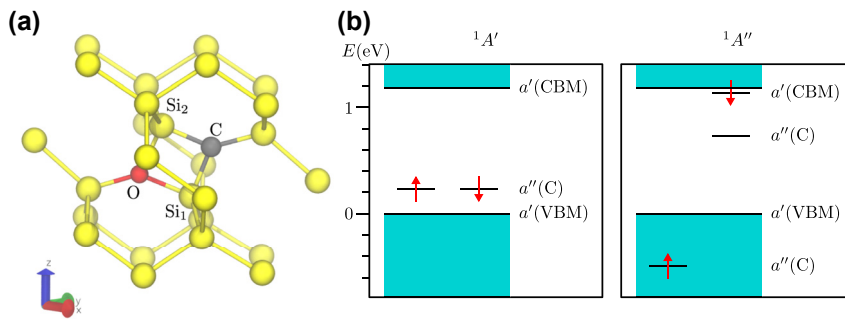 (a)
Si₂
C
O
Si₁
z
y
x
(b)
E(eV)
1
0
¹A′
a′(CBM)
a″(C)
a′(VBM)
¹A″
a′(CBM)
a″(C)
a′(VBM)
a″(C)